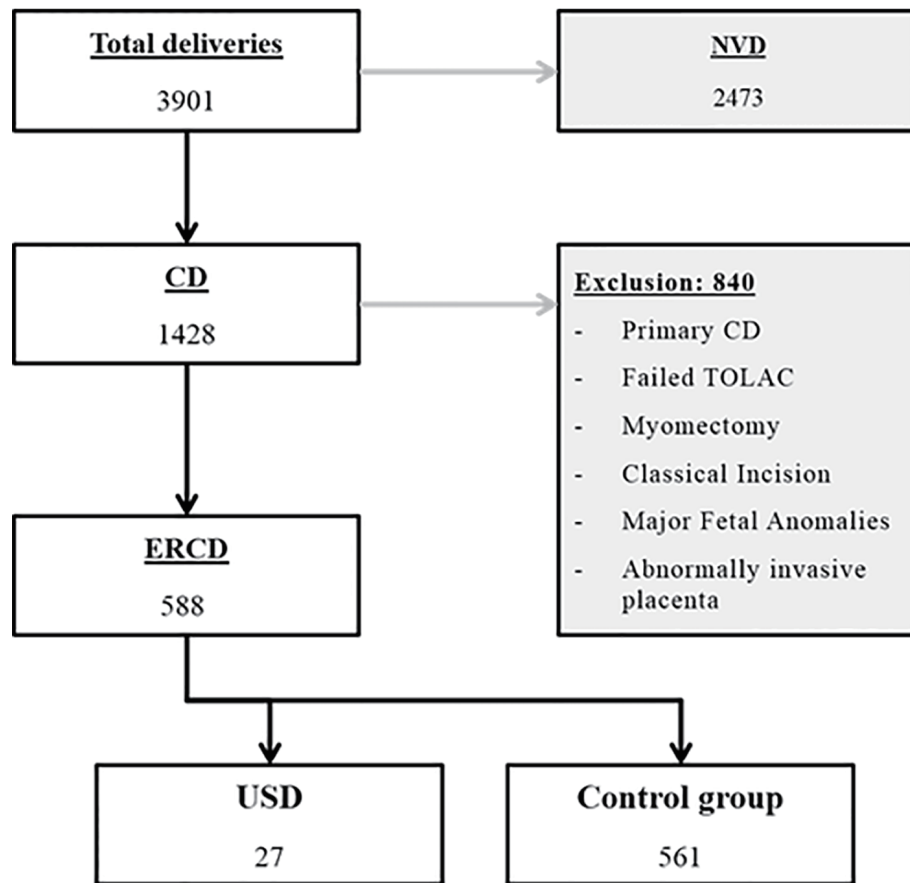 Total deliveries
3901
NVD
2473
CD
1428
Exclusion: 840
- Primary CD
- Failed TOLAC
- Myomectomy
- Classical Incision
- Major Fetal Anomalies
- Abnormally invasive
placenta
ERCD
588
USD
27
Control group
561